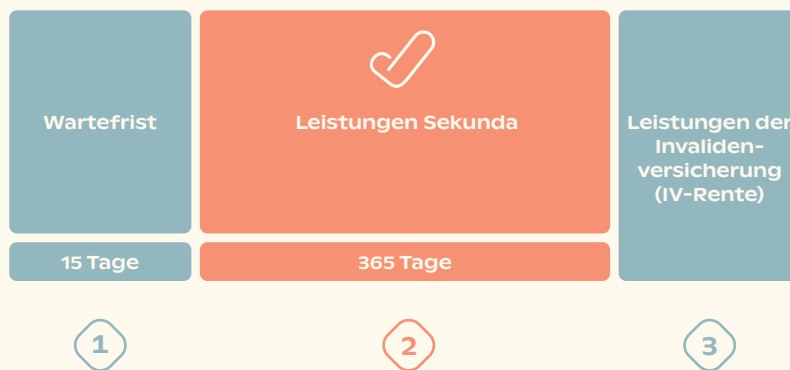 Wartefrist
15 Tage
1
Leistungen Sekunda
365 Tage
2
Leistungen der
Invaliden-
versicherung
(IV-Rente)
3